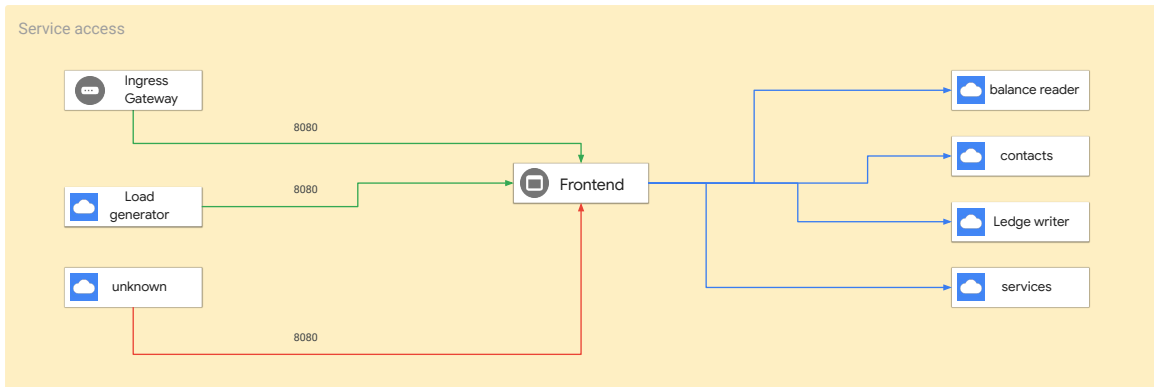 Service access
Ingress
Gateway
8080
Load
generator
8080
unknown
8080
Frontend
balance reader
contacts
Ledge writer
services